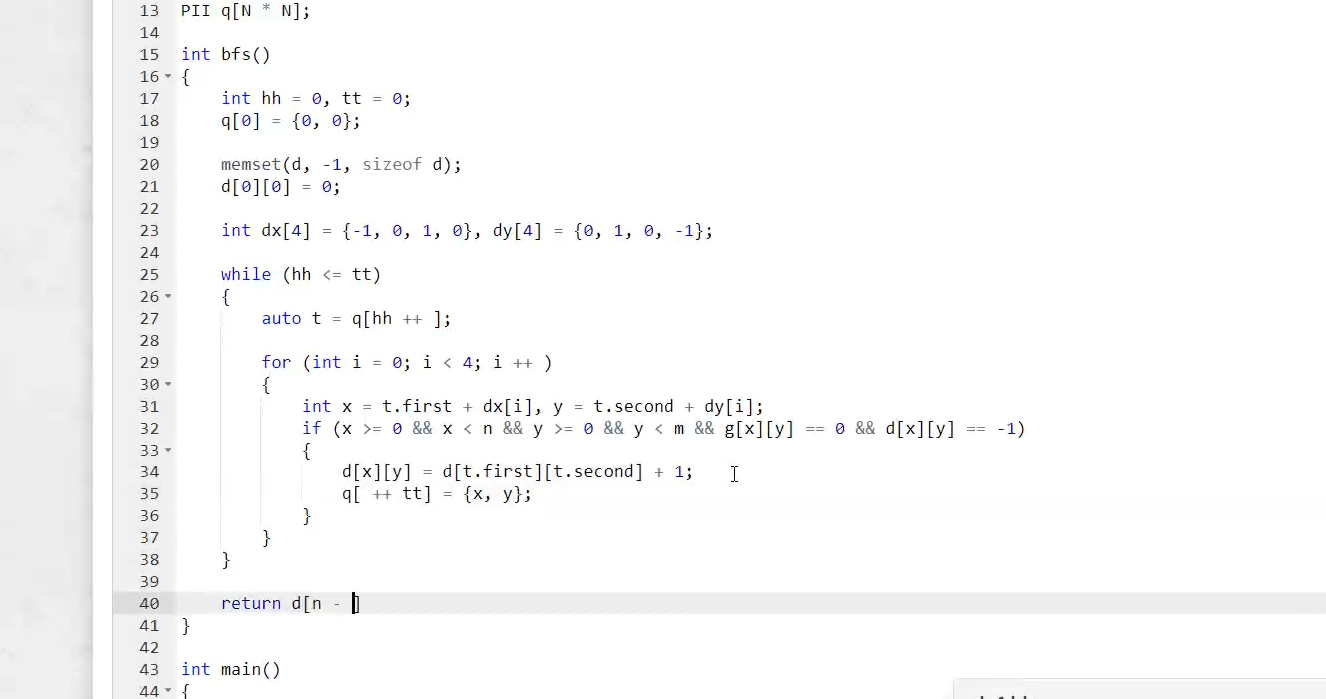 13 PII q[N * N];
14
15 int bfs()
16 {
17     int hh = 0, tt = 0;
18     q[0] = {0, 0};
19
20     memset(d, -1, sizeof d);
21     d[0][0] = 0;
22
23     int dx[4] = {-1, 0, 1, 0}, dy[4] = {0, 1, 0, -1};
24
25     while (hh <= tt)
26     {
27         auto t = q[hh ++ ];
28
29         for (int i = 0; i < 4; i ++ )
30         {
31             int x = t.first + dx[i], y = t.second + dy[i];
32             if (x >= 0 && x < n && y >= 0 && y < m && g[x][y] == 0 && d[x][y] == -1)
33             {
34                 d[x][y] = d[t.first][t.second] + 1;
35                 q[ ++ tt] = {x, y};
36             }
37         }
38     }
39
40     return d[n - ]
41 }
42
43 int main()
44 {